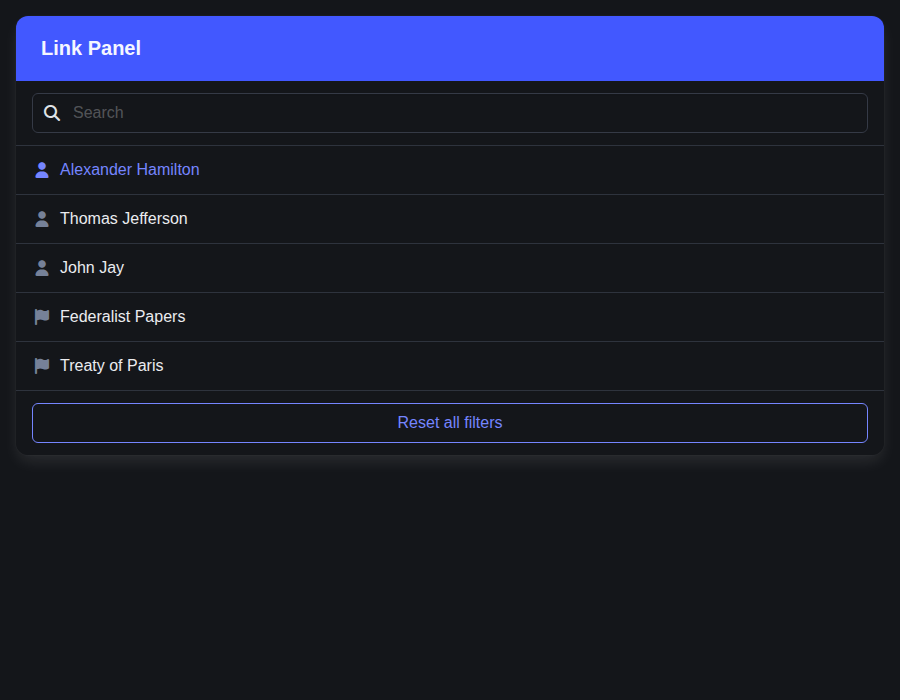 Link Panel
Search
Alexander Hamilton
Thomas Jefferson
John Jay
Federalist Papers
Treaty of Paris
Reset all filters